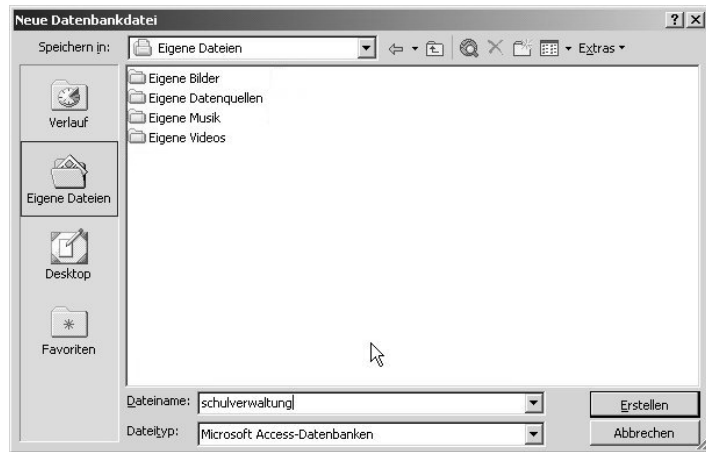 Neue Datenbankdatei
Speichern in: Eigene Dateien Extras
Eigene Bilder
Eigene Datenquellen
Eigene Musik
Eigene Videos
Verlauf
Eigene Dateien
Desktop
Favoriten
Dateiname: schulverwaltung Erstellen
Dateityp: Microsoft Access-Datenbanken Abbrechen